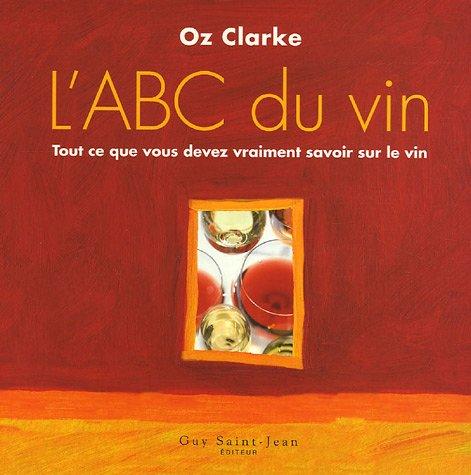 Oz Clarke
L'ABC du vin
Tout ce que vous devez vraiment savoir sur le vin
Guy Saint-Jean
ÉDITEUR